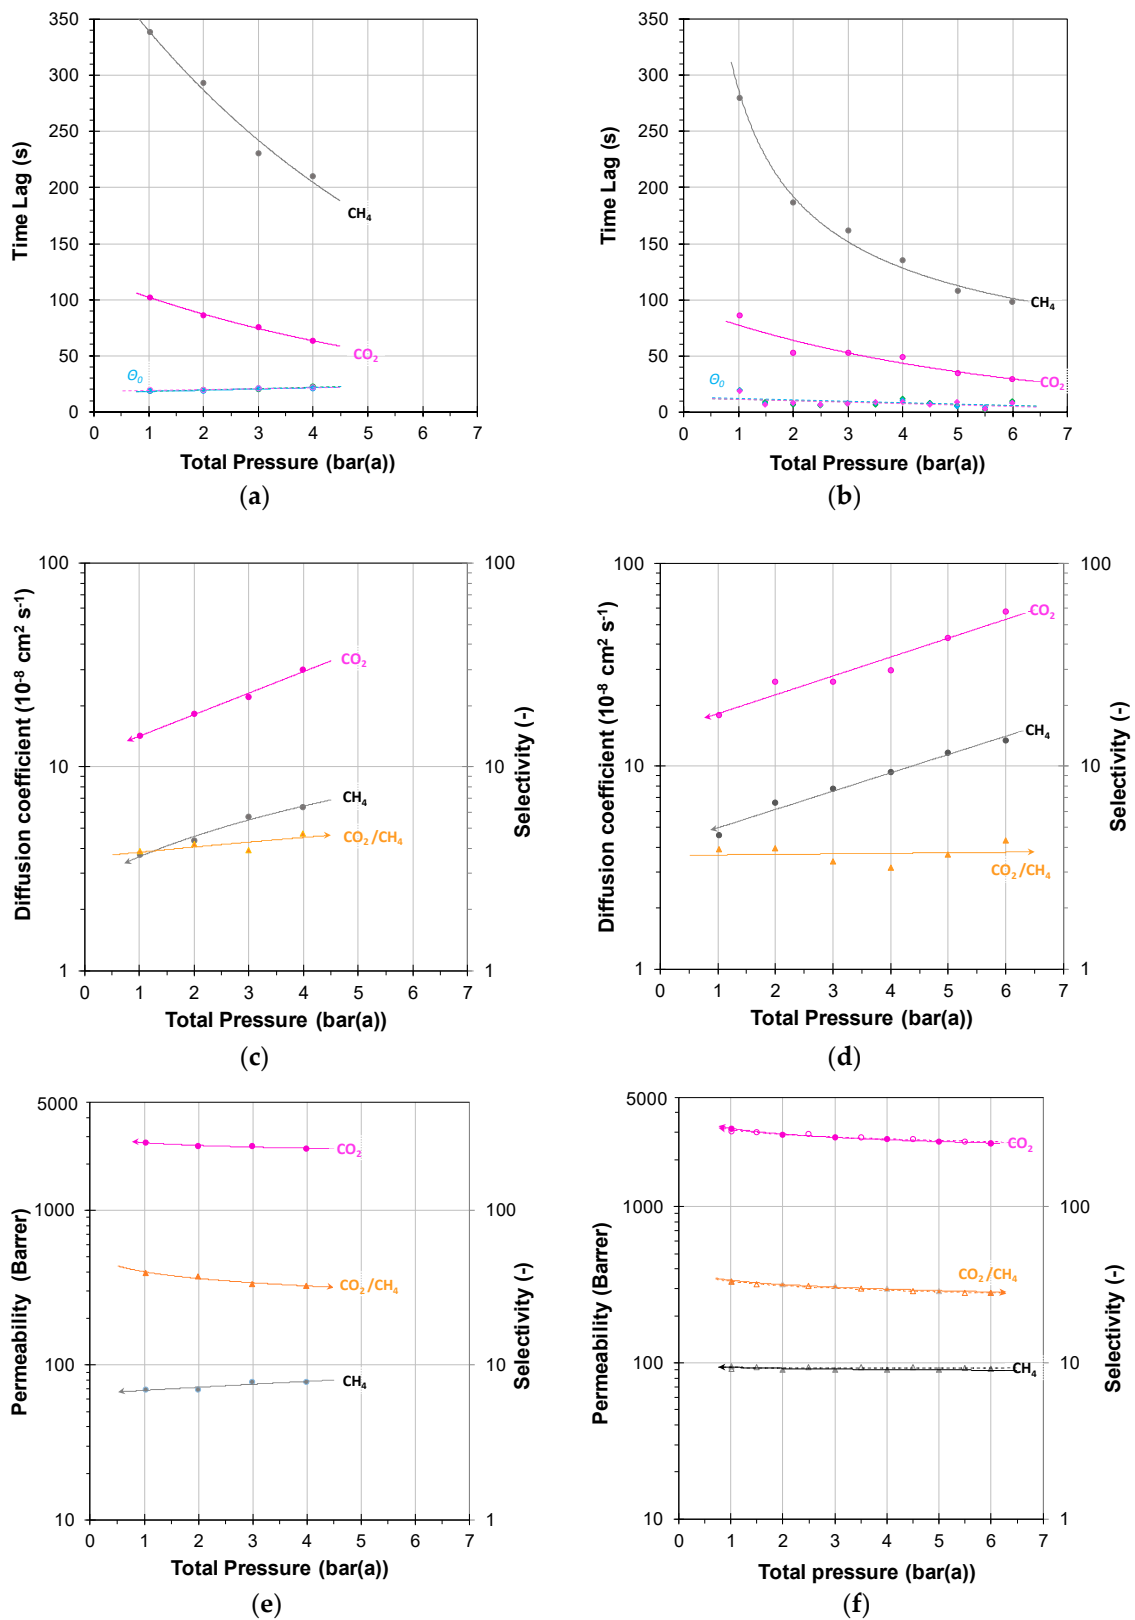 350
300
250
200
150
100
50
0
Time Lag (s)
CH4
CO2
Θ0
0 1 2 3 4 5 6 7
Total Pressure (bar(a))
(a)
350
300
250
200
150
100
50
0
Time Lag (s)
CH4
CO2
Θ0
0 1 2 3 4 5 6 7
Total Pressure (bar(a))
(b)
100
10
1
Diffusion coefficient (10-8 cm2 s-1)
CO2
CH4
CO2/CH4
100
10
1
Selectivity (-)
0 1 2 3 4 5 6 7
Total Pressure (bar(a))
(c)
100
10
1
Diffusion coefficient (10-8 cm2 s-1)
CO2
CH4
CO2/CH4
100
10
1
Selectivity (-)
0 1 2 3 4 5 6 7
Total Pressure (bar(a))
(d)
5000
1000
100
10
Permeability (Barrer)
CO2
CO2/CH4
CH4
100
10
1
Selectivity (-)
0 1 2 3 4 5 6 7
Total Pressure (bar(a))
(e)
5000
1000
100
10
Permeability (Barrer)
CO2
CO2/CH4
CH4
100
10
1
Selectivity (-)
0 1 2 3 4 5 6 7
Total pressure (bar(a))
(f)